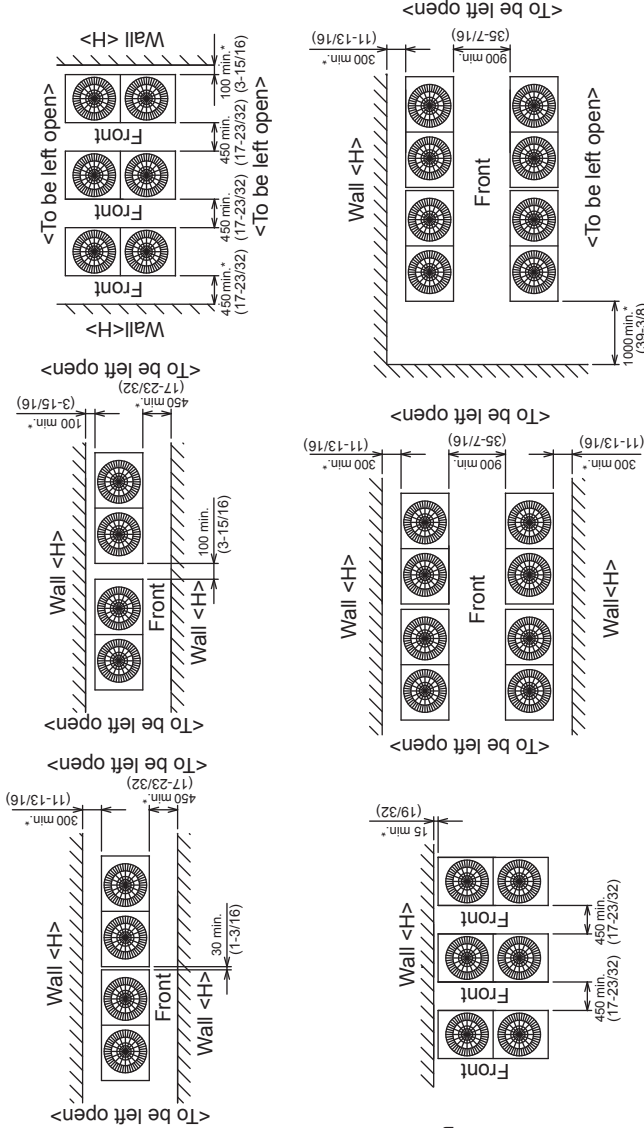 <To be left open>
Wall <H>
100 min.*
(3-15/16)
450 min.
(17-23/32)
450 min.
(17-23/32)
450 min.*
(17-23/32)
Front
Front
Front
Wall<H>
<To be left open>
<To be left open>
300 min.*
(11-13/16)
900 min.
(35-7/16)
Wall <H>
Front
<To be left open>
1000 min.*
(39-3/8)
<To be left open>
450 min.*
(17-23/32)
100 min.*
(3-15/16)
Wall <H>
100 min.
(3-15/16)
Front
Wall <H>
<To be left open>
<To be left open>
300 min.*
(11-13/16)
900 min.
(35-7/16)
300 min.*
(11-13/16)
Wall <H>
Front
Wall<H>
<To be left open>
<To be left open>
450 min.*
(17-23/32)
300 min.*
(11-13/16)
Wall <H>
30 min.
(1-3/16)
Front
Wall <H>
<To be left open>
15 min.*
(19/32)
Wall <H>
Front
Front
Front
450 min.
(17-23/32)
450 min.
(17-23/32)